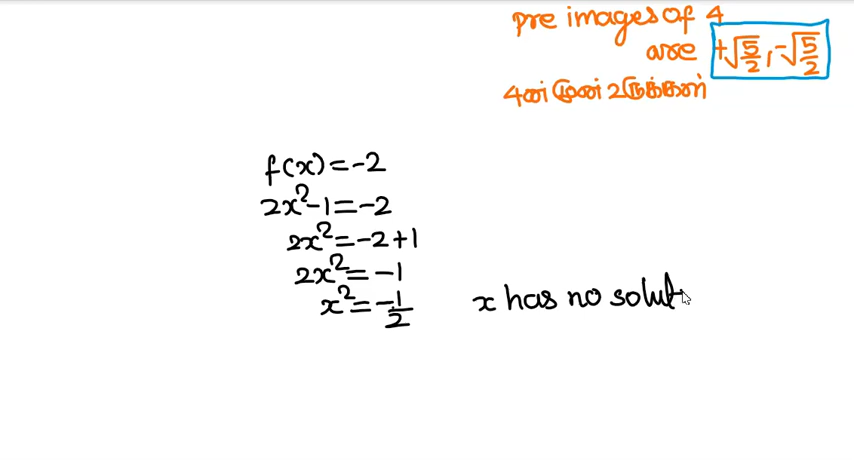 pre images of 4
are +√5/2, -√5/2
4ன் முன் உருக்கள்
f(x) = -2
2x² - 1 = -2
2x² = -2 + 1
2x² = -1
x² = -1/2 x has no solut